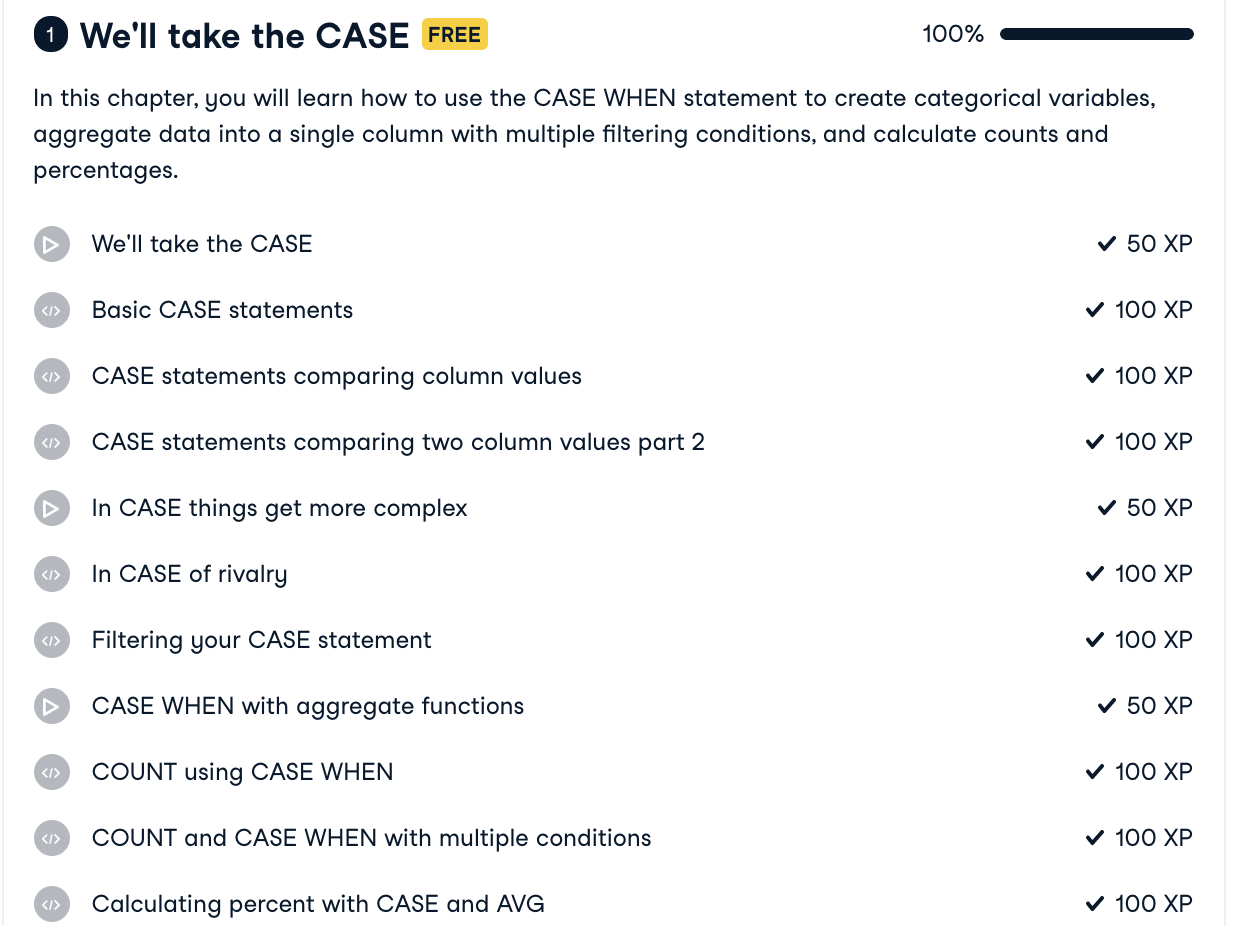 1 We'll take the CASE FREE 100%
In this chapter, you will learn how to use the CASE WHEN statement to create categorical variables,
aggregate data into a single column with multiple filtering conditions, and calculate counts and
percentages.
We'll take the CASE 50 XP
</> Basic CASE statements 100 XP
</> CASE statements comparing column values 100 XP
</> CASE statements comparing two column values part 2 100 XP
In CASE things get more complex 50 XP
</> In CASE of rivalry 100 XP
</> Filtering your CASE statement 100 XP
CASE WHEN with aggregate functions 50 XP
</> COUNT using CASE WHEN 100 XP
</> COUNT and CASE WHEN with multiple conditions 100 XP
</> Calculating percent with CASE and AVG 100 XP